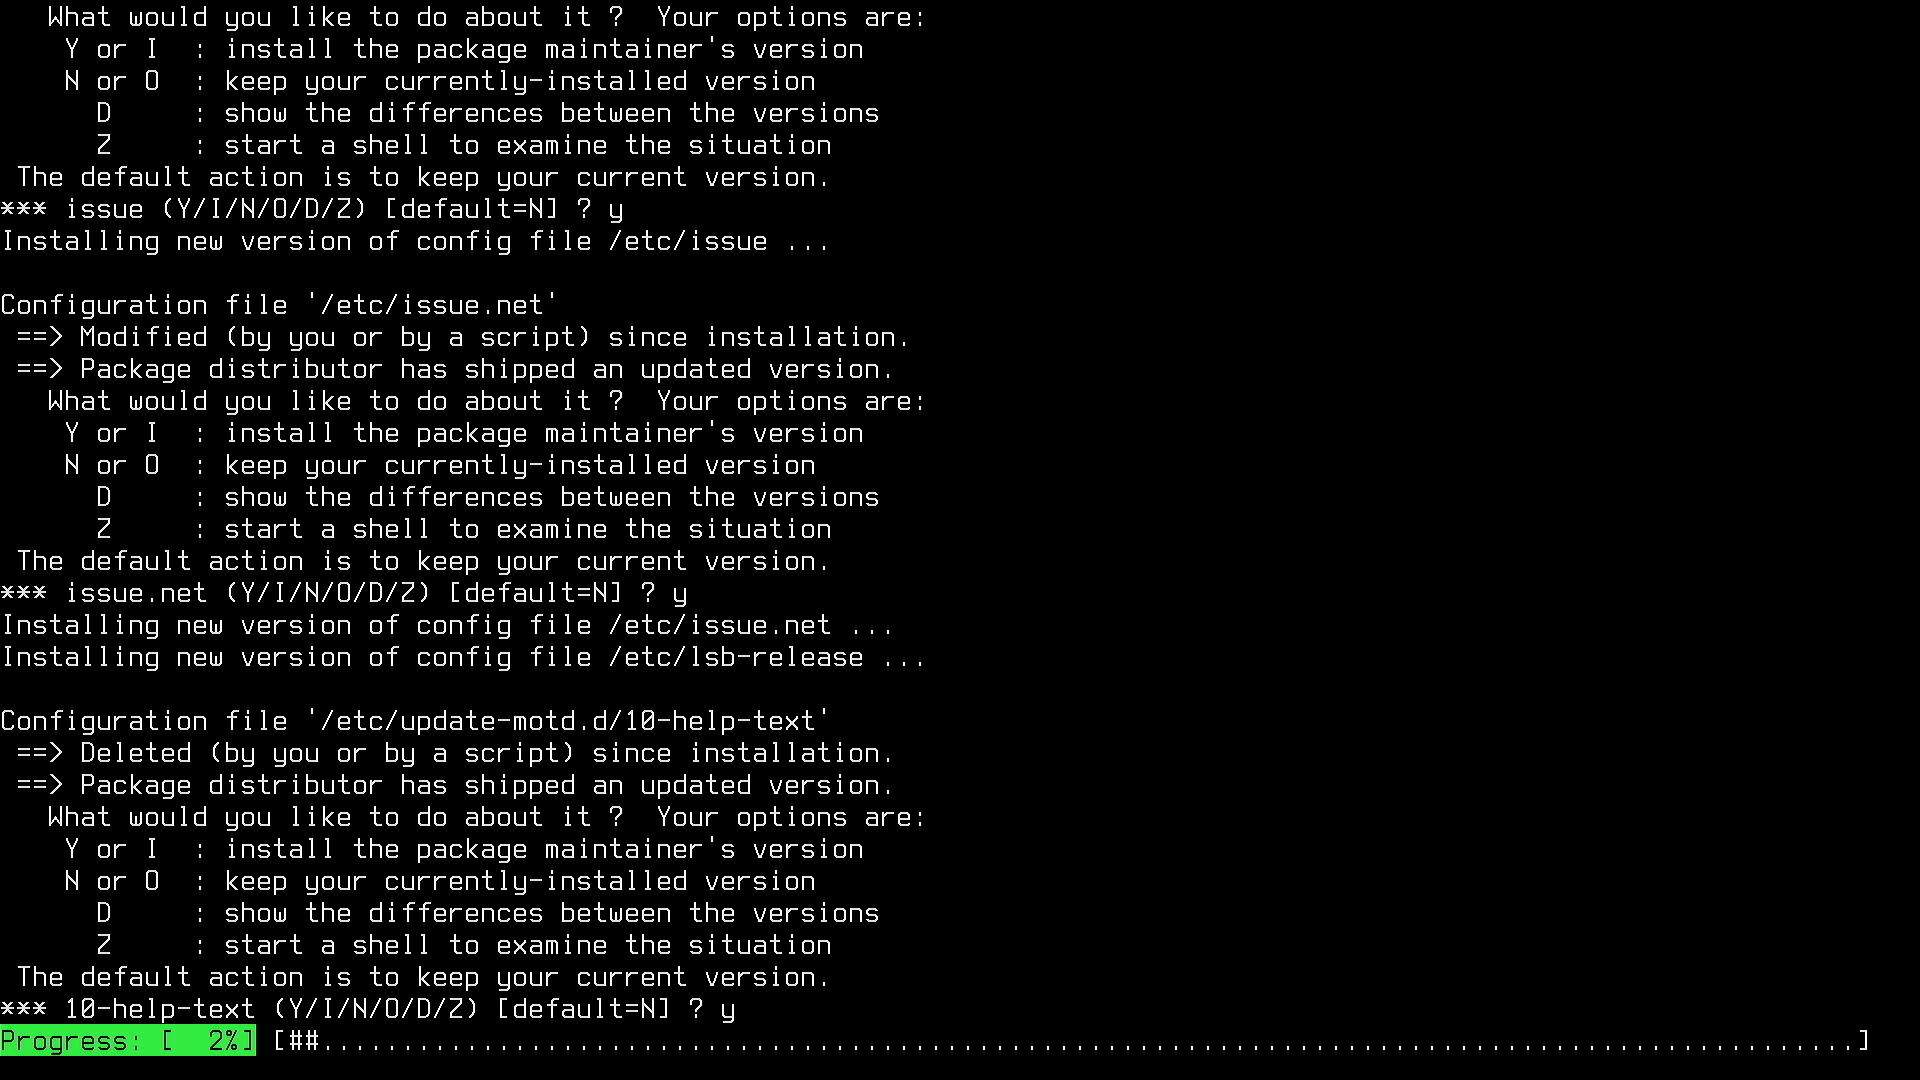 What would you like to do about it ?  Your options are:
    Y or I  : install the package maintainer's version
    N or O  : keep your currently-installed version
      D     : show the differences between the versions
      Z     : start a shell to examine the situation
 The default action is to keep your current version.
*** issue (Y/I/N/O/D/Z) [default=N] ? y
Installing new version of config file /etc/issue ...

Configuration file '/etc/issue.net'
 ==> Modified (by you or by a script) since installation.
 ==> Package distributor has shipped an updated version.
   What would you like to do about it ?  Your options are:
    Y or I  : install the package maintainer's version
    N or O  : keep your currently-installed version
      D     : show the differences between the versions
      Z     : start a shell to examine the situation
 The default action is to keep your current version.
*** issue.net (Y/I/N/O/D/Z) [default=N] ? y
Installing new version of config file /etc/issue.net ...
Installing new version of config file /etc/lsb-release ...

Configuration file '/etc/update-motd.d/10-help-text'
 ==> Deleted (by you or by a script) since installation.
 ==> Package distributor has shipped an updated version.
   What would you like to do about it ?  Your options are:
    Y or I  : install the package maintainer's version
    N or O  : keep your currently-installed version
      D     : show the differences between the versions
      Z     : start a shell to examine the situation
 The default action is to keep your current version.
*** 10-help-text (Y/I/N/O/D/Z) [default=N] ? y
Progress: [  2%] [##................................................................................................]